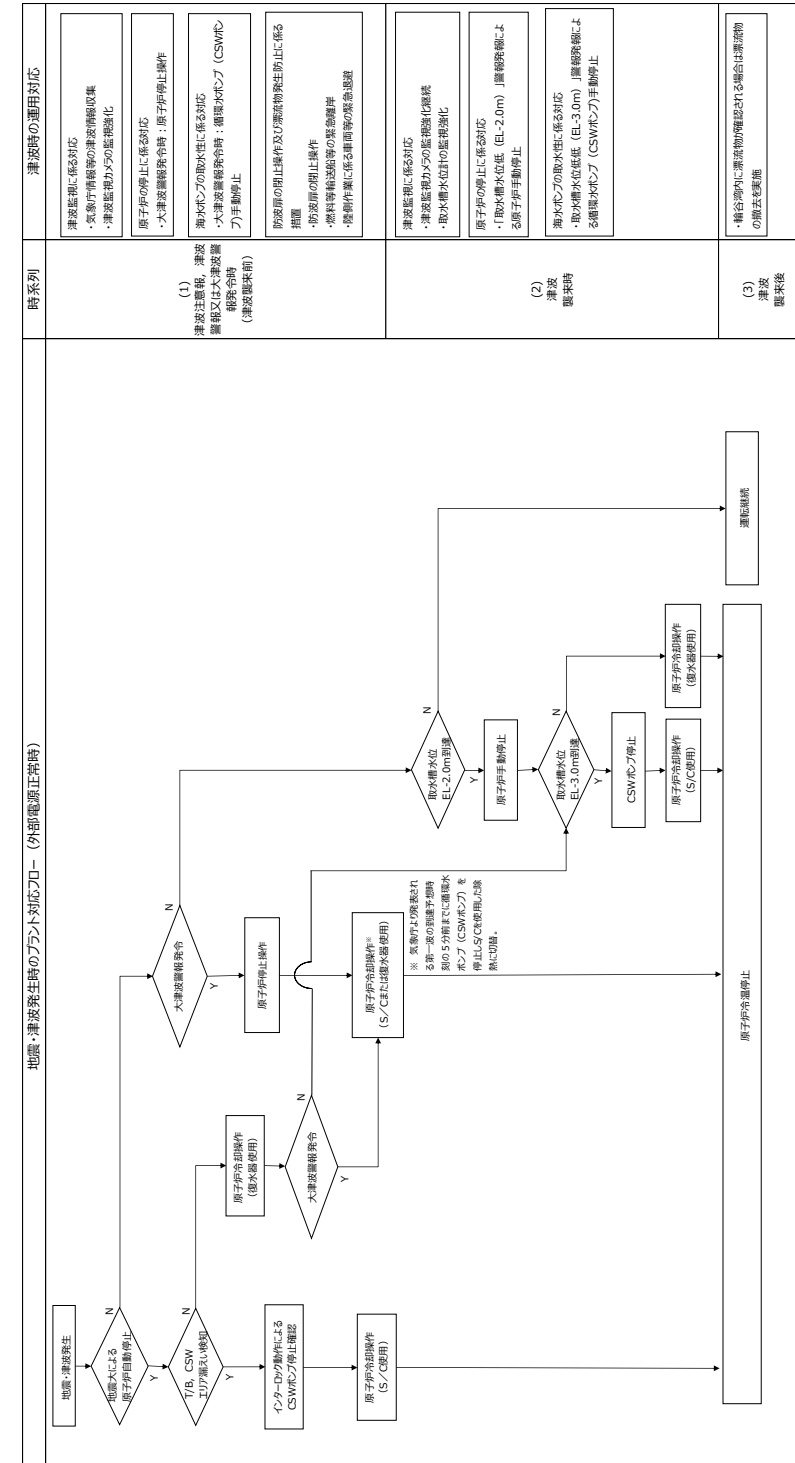 地震・津波発生時のプラント対応フロー（外部電源正常時）
時系列
津波時の運用対応
地震・津波発生
地震大による
原子炉自動停止
N
Y
T/B，CSW
エリア漏えい検知
N
Y
インターロック動作による
CSWポンプ停止確認
原子炉冷却操作
（S／C使用）
原子炉冷却操作
（復水器使用）
大津波警報発令
N
Y
大津波警報発令
N
Y
原子炉停止操作
原子炉冷却操作※
（S／Cまたは復水器使用）
※ 気象庁より発表され
る第一波の到達予想時
刻の５分前までに循環水
ポンプ（CSWポンプ）を
停止しS/Cを使用した除
熱に切替。
取水槽水位
EL-2.0m到達
N
Y
原子炉手動停止
取水槽水位
EL-3.0m到達
N
Y
CSWポンプ停止
原子炉冷却操作
（S/C使用）
原子炉冷却操作
（復水器使用）
原子炉冷温停止
運転継続
(1)
津波注意報，津波
警報又は大津波警
報発令時
（津波襲来前）
津波監視に係る対応
・気象庁情報等の津波情報収集
・津波監視カメラの監視強化
原子炉の停止に係る対応
・大津波警報発令時：原子炉停止操作
海水ポンプの取水性に係る対応
・大津波警報発令時：循環水ポンプ（CSWポン
プ）手動停止
防波扉の閉止操作及び漂流物発生防止に係る
措置
・防波扉の閉止操作
・燃料等輸送船等の緊急離岸
・陸側作業に係る車両等の緊急退避
(2)
津波
襲来時
津波監視に係る対応
・津波監視カメラの監視強化継続
・取水槽水位計の監視強化
原子炉の停止に係る対応
・「取水槽水位低（EL-2.0m）」警報発報によ
る原子炉手動停止
海水ポンプの取水性に係る対応
・取水槽水位低低（EL-3.0m）」警報発報によ
る循環水ポンプ（CSWポンプ）手動停止
(3)
津波
襲来後
・輪谷湾内に漂流物が確認される場合は漂流物
の撤去を実施